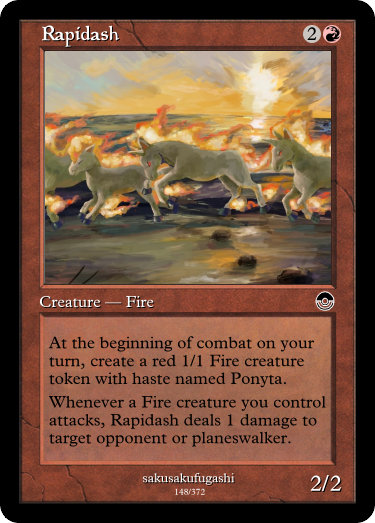 Rapidash 2
Creature — Fire
At the beginning of combat on your
turn, create a red 1/1 Fire creature
token with haste named Ponyta.
Whenever a Fire creature you control
attacks, Rapidash deals 1 damage to
target opponent or planeswalker.
sakusakufugashi
148/372
2/2